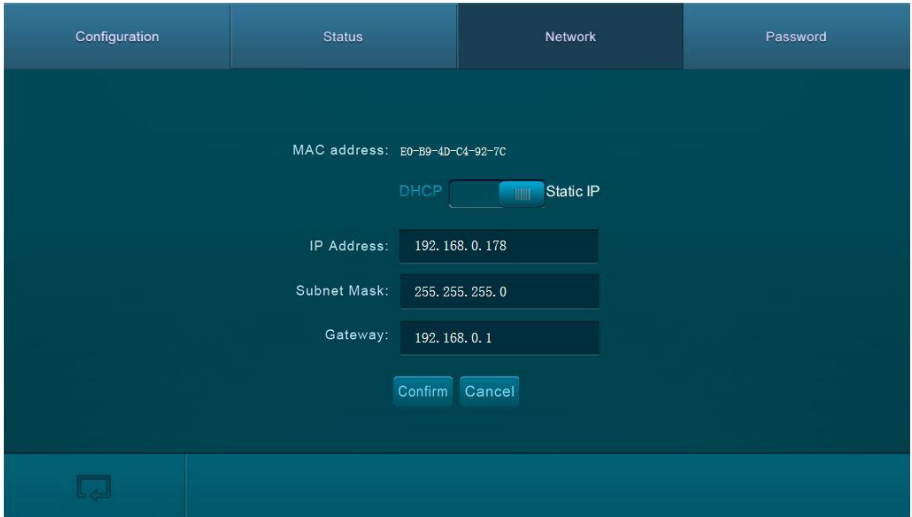 Configuration Status Network Password
MAC address: E0-B9-4D-C4-92-7C
DHCP Static IP
IP Address: 192.168.0.178
Subnet Mask: 255.255.255.0
Gateway: 192.168.0.1
Confirm Cancel